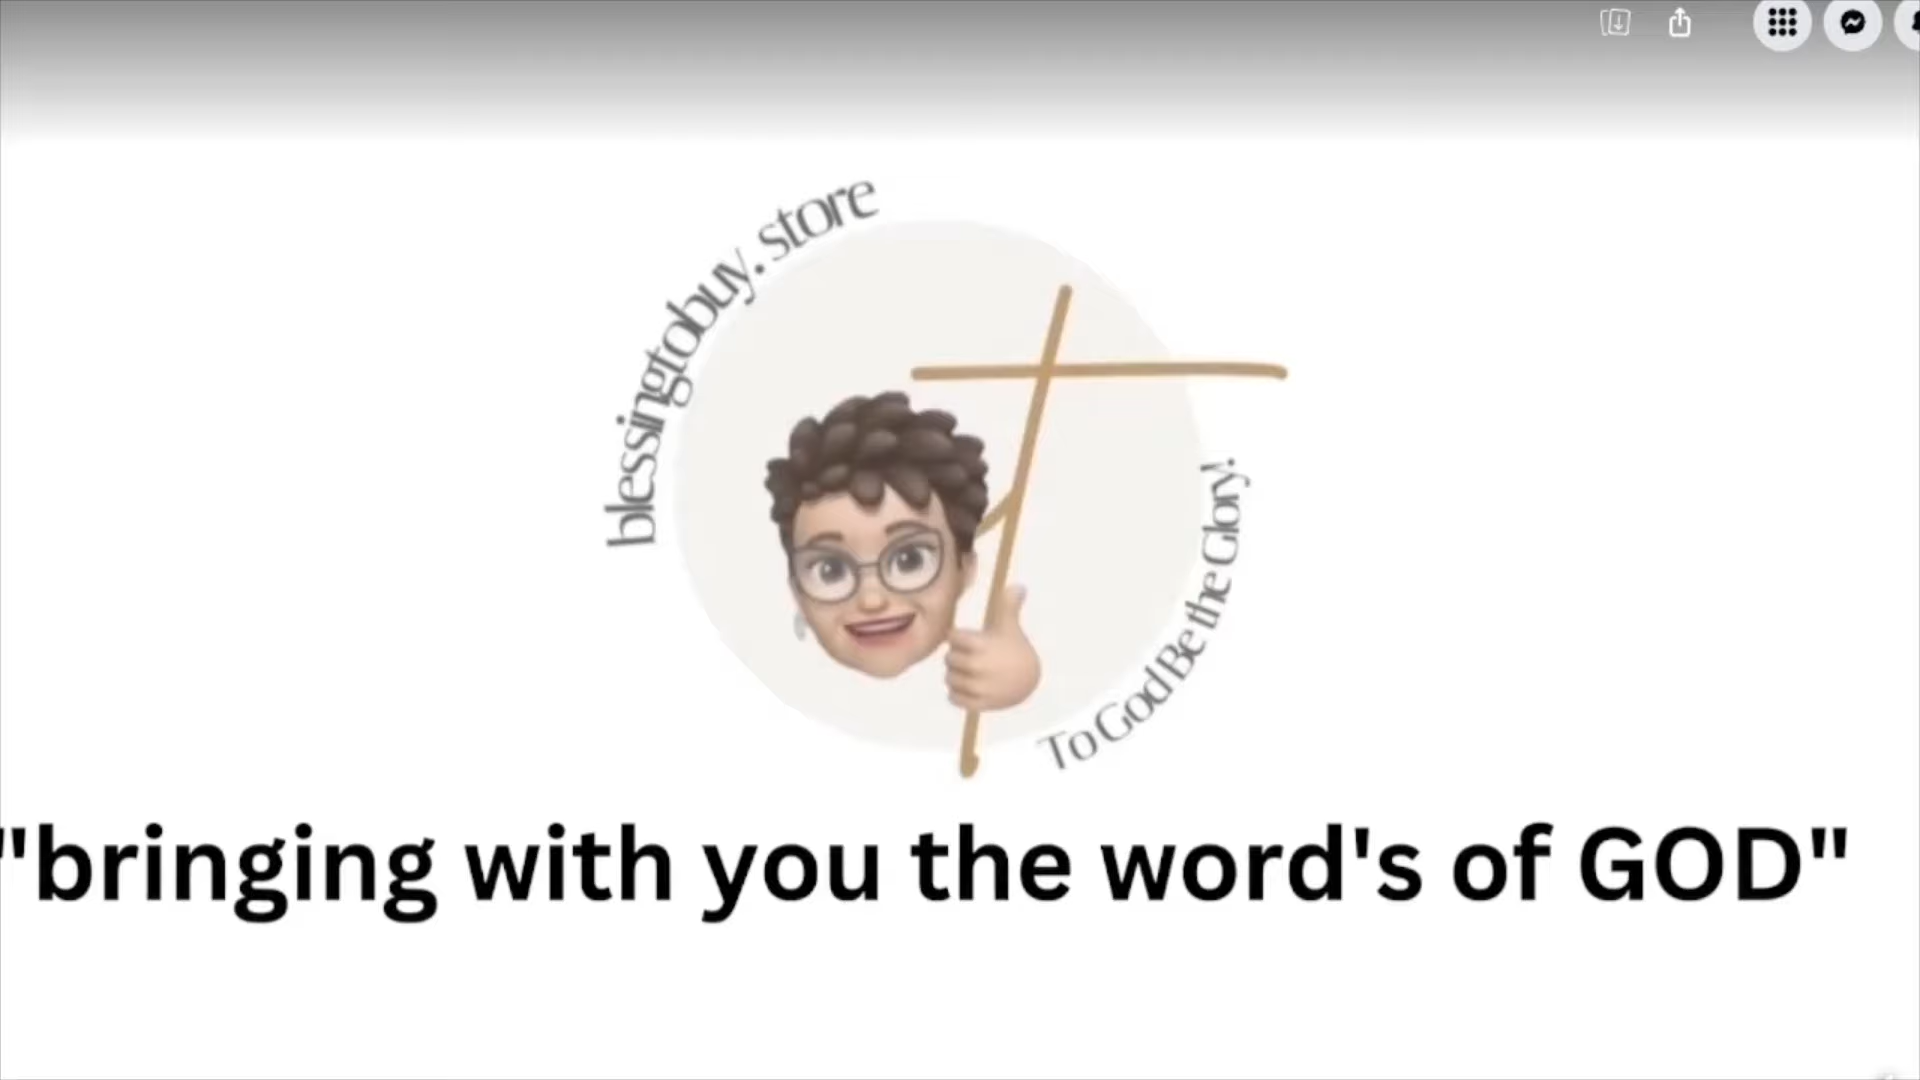 blessingtobuy. store
To God Be the Glory!
"bringing with you the word's of GOD"